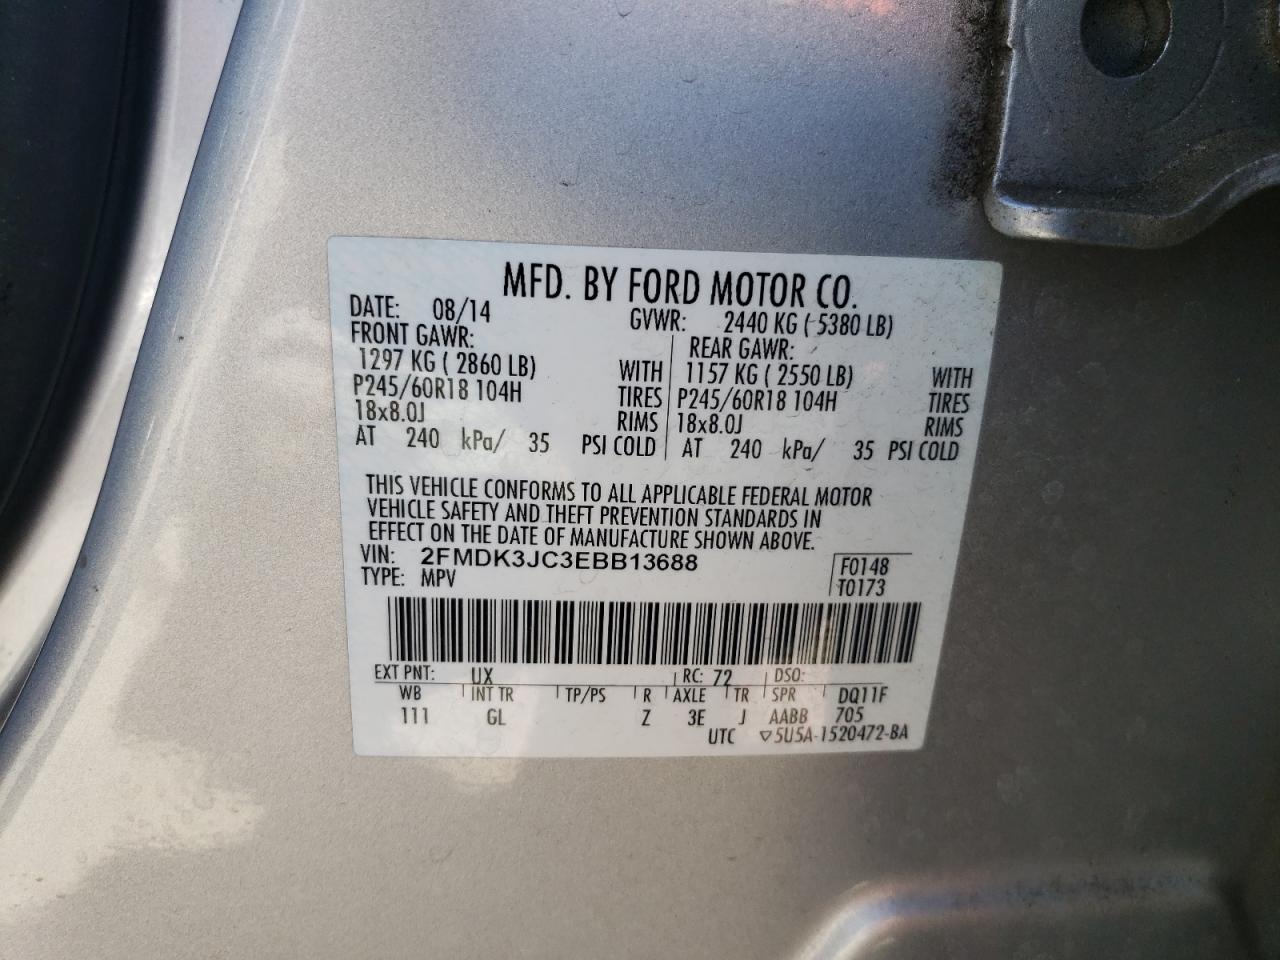 MFD. BY FORD MOTOR CO.
DATE: 08/14 GVWR: 2440 KG ( 5380 LB)
FRONT GAWR: REAR GAWR:
1297 KG ( 2860 LB) WITH 1157 KG ( 2550 LB) WITH
P245/60R18 104H TIRES P245/60R18 104H TIRES
18x8.0J RIMS 18x8.0J RIMS
AT 240 kPa/ 35 PSI COLD AT 240 kPa/ 35 PSI COLD
THIS VEHICLE CONFORMS TO ALL APPLICABLE FEDERAL MOTOR
VEHICLE SAFETY AND THEFT PREVENTION STANDARDS IN
EFFECT ON THE DATE OF MANUFACTURE SHOWN ABOVE.
VIN: 2FMDK3JC3EBB13688 F0148
TYPE: MPV T0173
EXT PNT: UX RC: 72 DSO:
WB INT TR TP/PS R AXLE TR SPR DQ11F
111 GL Z 3E J AABB 705
UTC ▽5U5A-1520472-BA